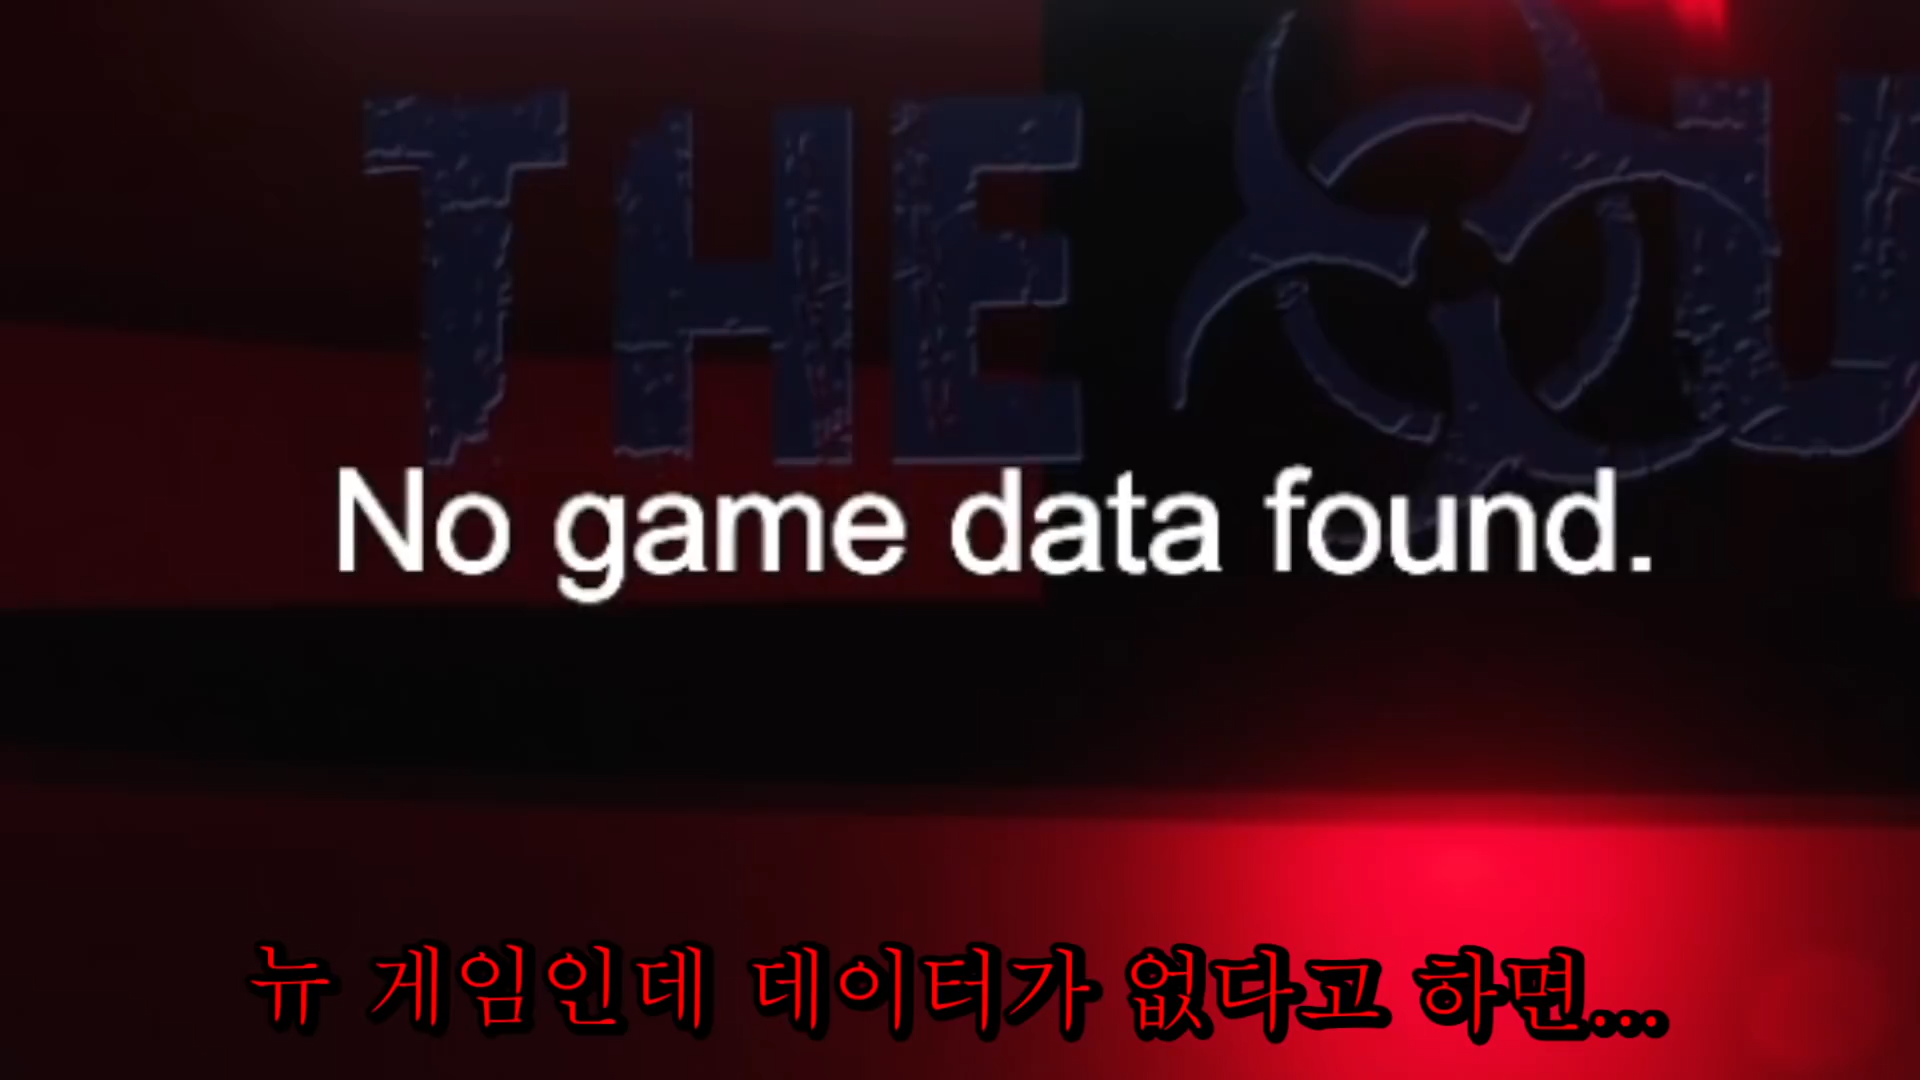 THE U
No game data found.
뉴 게임인데 데이터가 없다고 하면...